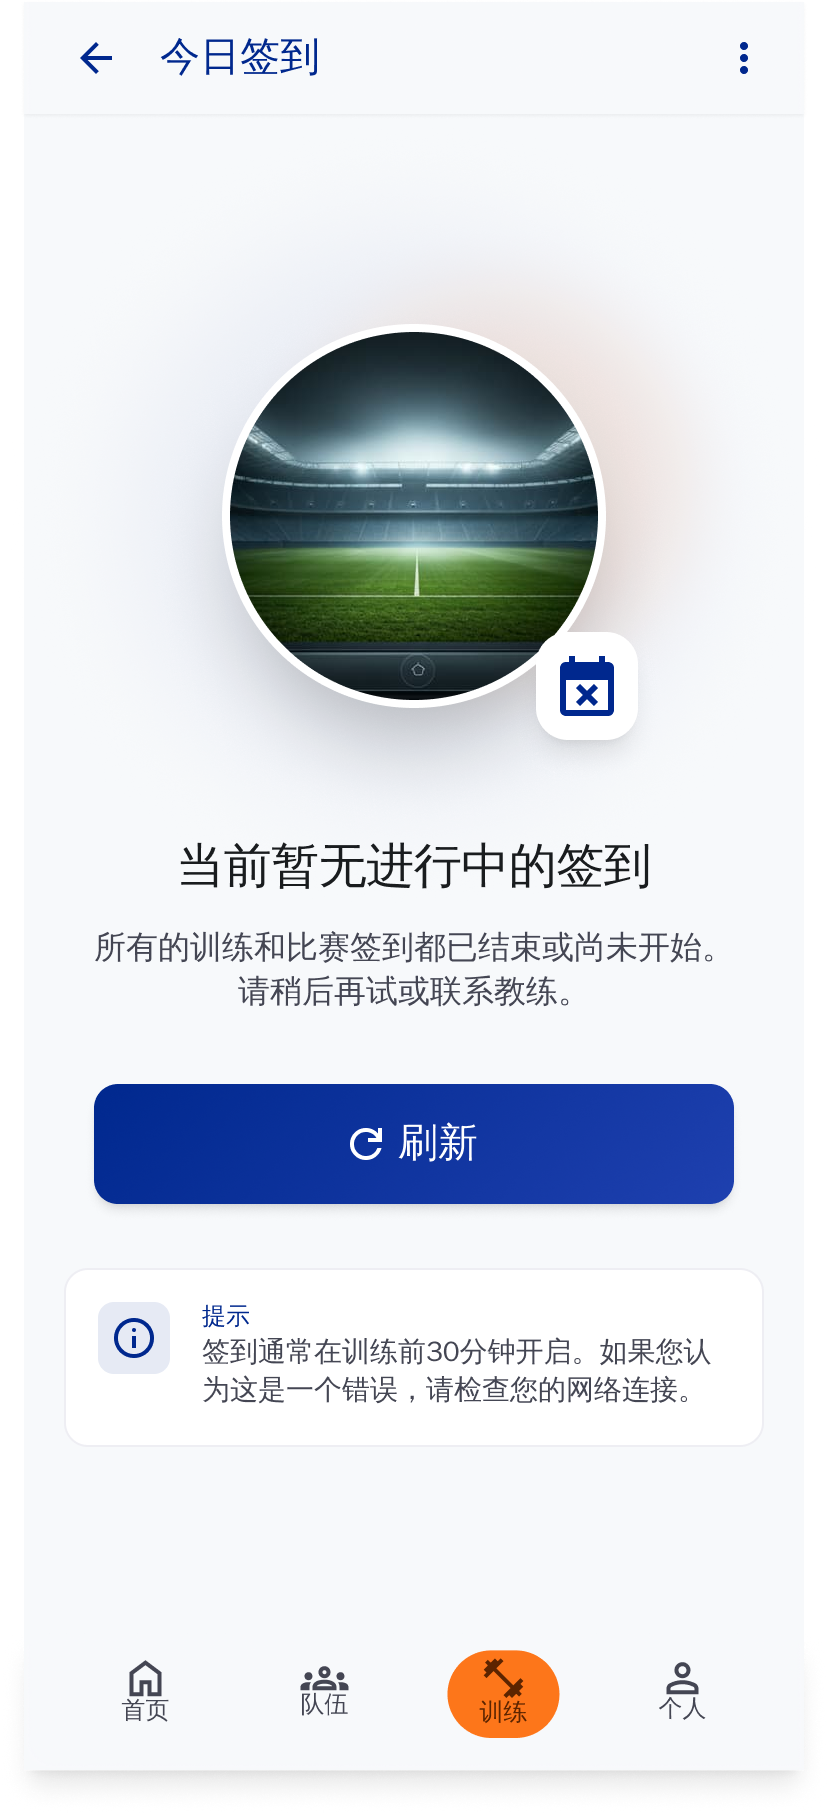 今日签到
当前暂无进行中的签到
所有的训练和比赛签到都已结束或尚未开始。
请稍后再试或联系教练。
刷新
提示
签到通常在训练前30分钟开启。如果您认
为这是一个错误，请检查您的网络连接。
首页
队伍
训练
个人